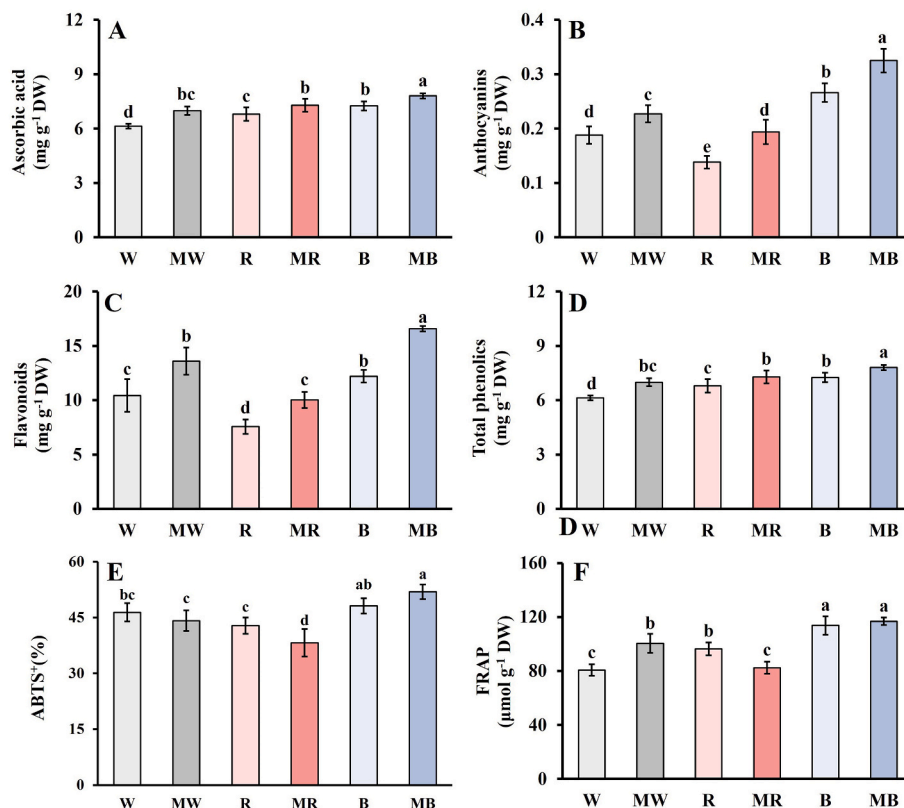 A
Ascorbic acid
(mg g⁻¹ DW)
12
9
6
3
0
d
bc
c
b
b
a
W MW R MR B MB
B
Anthocyanins
(mg g⁻¹ DW)
0.4
0.3
0.2
0.1
0
d
c
e
d
b
a
W MW R MR B MB
C
Flavonoids
(mg g⁻¹ DW)
20
15
10
5
0
c
b
d
c
b
a
W MW R MR B MB
D
Total phenolics
(mg g⁻¹ DW)
12
9
6
3
0
d
bc
c
b
b
a
W MW R MR B MB
E
ABTS⁺(%)
60
45
30
15
0
bc
c
c
d
ab
a
W MW R MR B MB
D
F
FRAP
(μmol g⁻¹ DW)
160
120
80
40
0
c
b
b
c
a
a
W MW R MR B MB